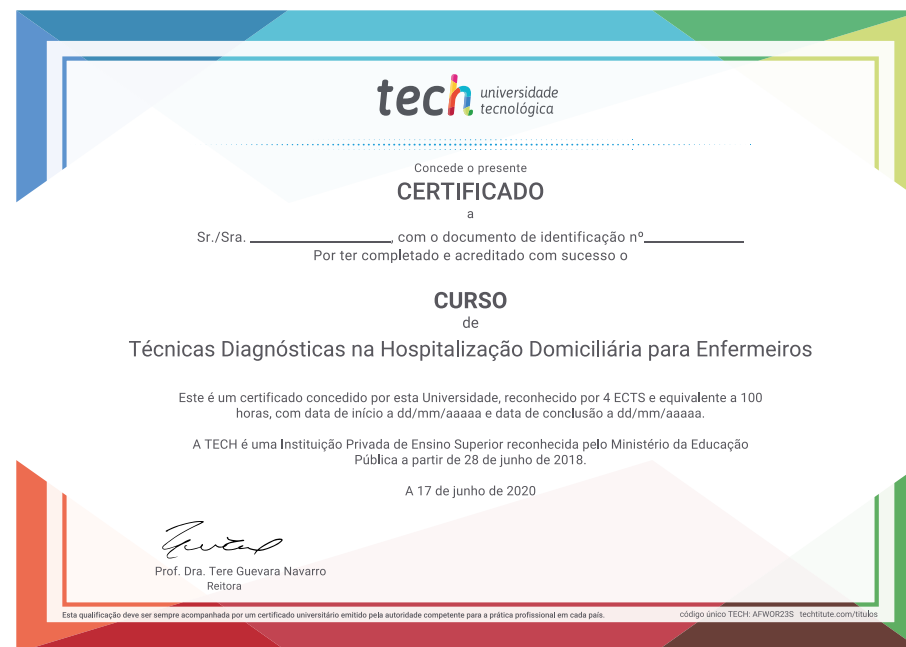 tech universidade
tecnológica
Concede o presente
CERTIFICADO
a
Sr./Sra. ________________, com o documento de identificação nº____________
Por ter completado e acreditado com sucesso o
CURSO
de
Técnicas Diagnósticas na Hospitalização Domiciliária para Enfermeiros
Este é um certificado concedido por esta Universidade, reconhecido por 4 ECTS e equivalente a 100
horas, com data de início a dd/mm/aaaaa e data de conclusão a dd/mm/aaaaa.
A TECH é uma Instituição Privada de Ensino Superior reconhecida pelo Ministério da Educação
Pública a partir de 28 de junho de 2018.
A 17 de junho de 2020
Prof. Dra. Tere Guevara Navarro
Reitora
Esta qualificação deve ser sempre acompanhada por um certificado universitário emitido pela autoridade competente para a prática profissional em cada país.
código único TECH: AFWOR23S techtitute.com/titulos